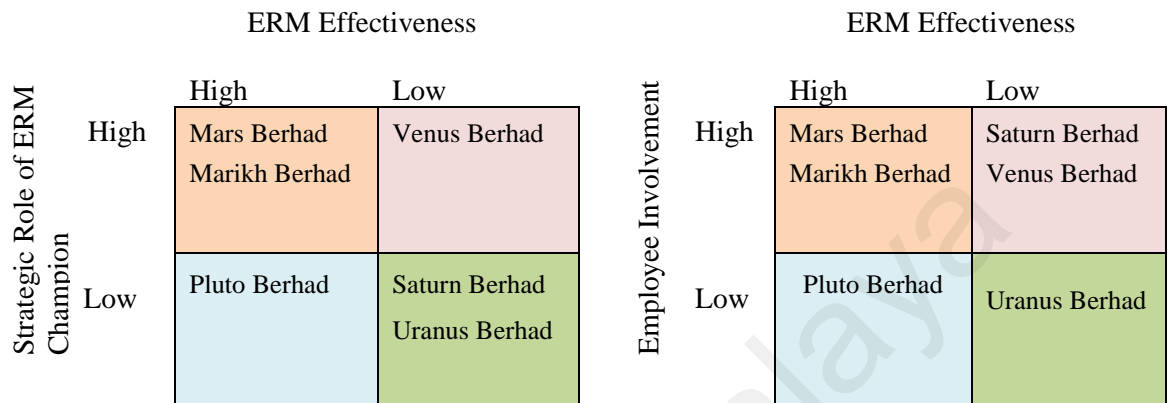 ERM Effectiveness
High Low
Strategic Role of ERM
Champion
High
Mars Berhad
Marikh Berhad
Venus Berhad
Low
Pluto Berhad
Saturn Berhad
Uranus Berhad
ERM Effectiveness
High Low
Employee Involvement
High
Mars Berhad
Marikh Berhad
Saturn Berhad
Venus Berhad
Low
Pluto Berhad
Uranus Berhad
alaya